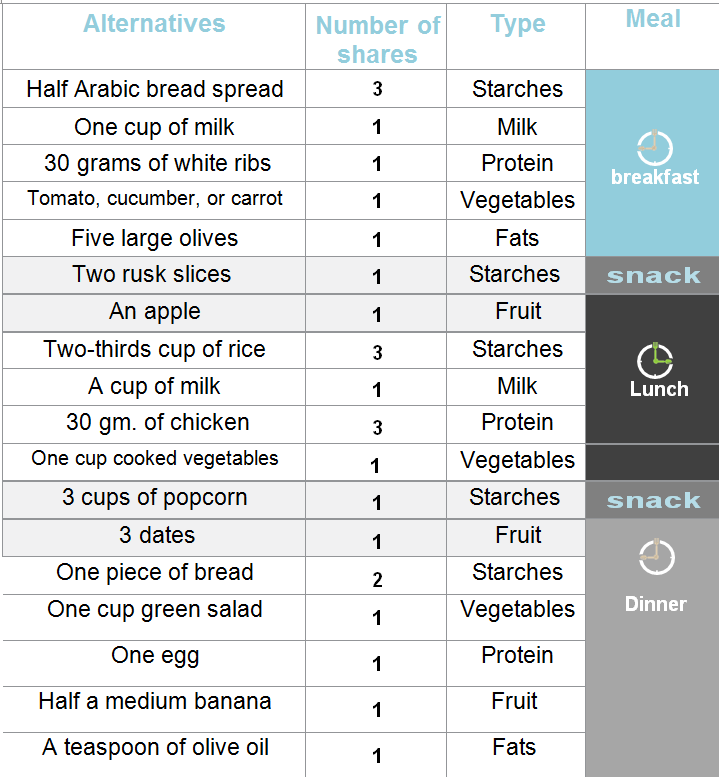 Alternatives Number of shares Type Meal
Half Arabic bread spread 3 Starches
One cup of milk 1 Milk
30 grams of white ribs 1 Protein
breakfast
Tomato, cucumber, or carrot 1 Vegetables
Five large olives 1 Fats
Two rusk slices 1 Starches snack
An apple 1 Fruit
Two-thirds cup of rice 3 Starches
A cup of milk 1 Milk Lunch
30 gm. of chicken 3 Protein
One cup cooked vegetables 1 Vegetables
3 cups of popcorn 1 Starches snack
3 dates 1 Fruit
One piece of bread 2 Starches
One cup green salad 1 Vegetables Dinner
One egg 1 Protein
Half a medium banana 1 Fruit
A teaspoon of olive oil 1 Fats